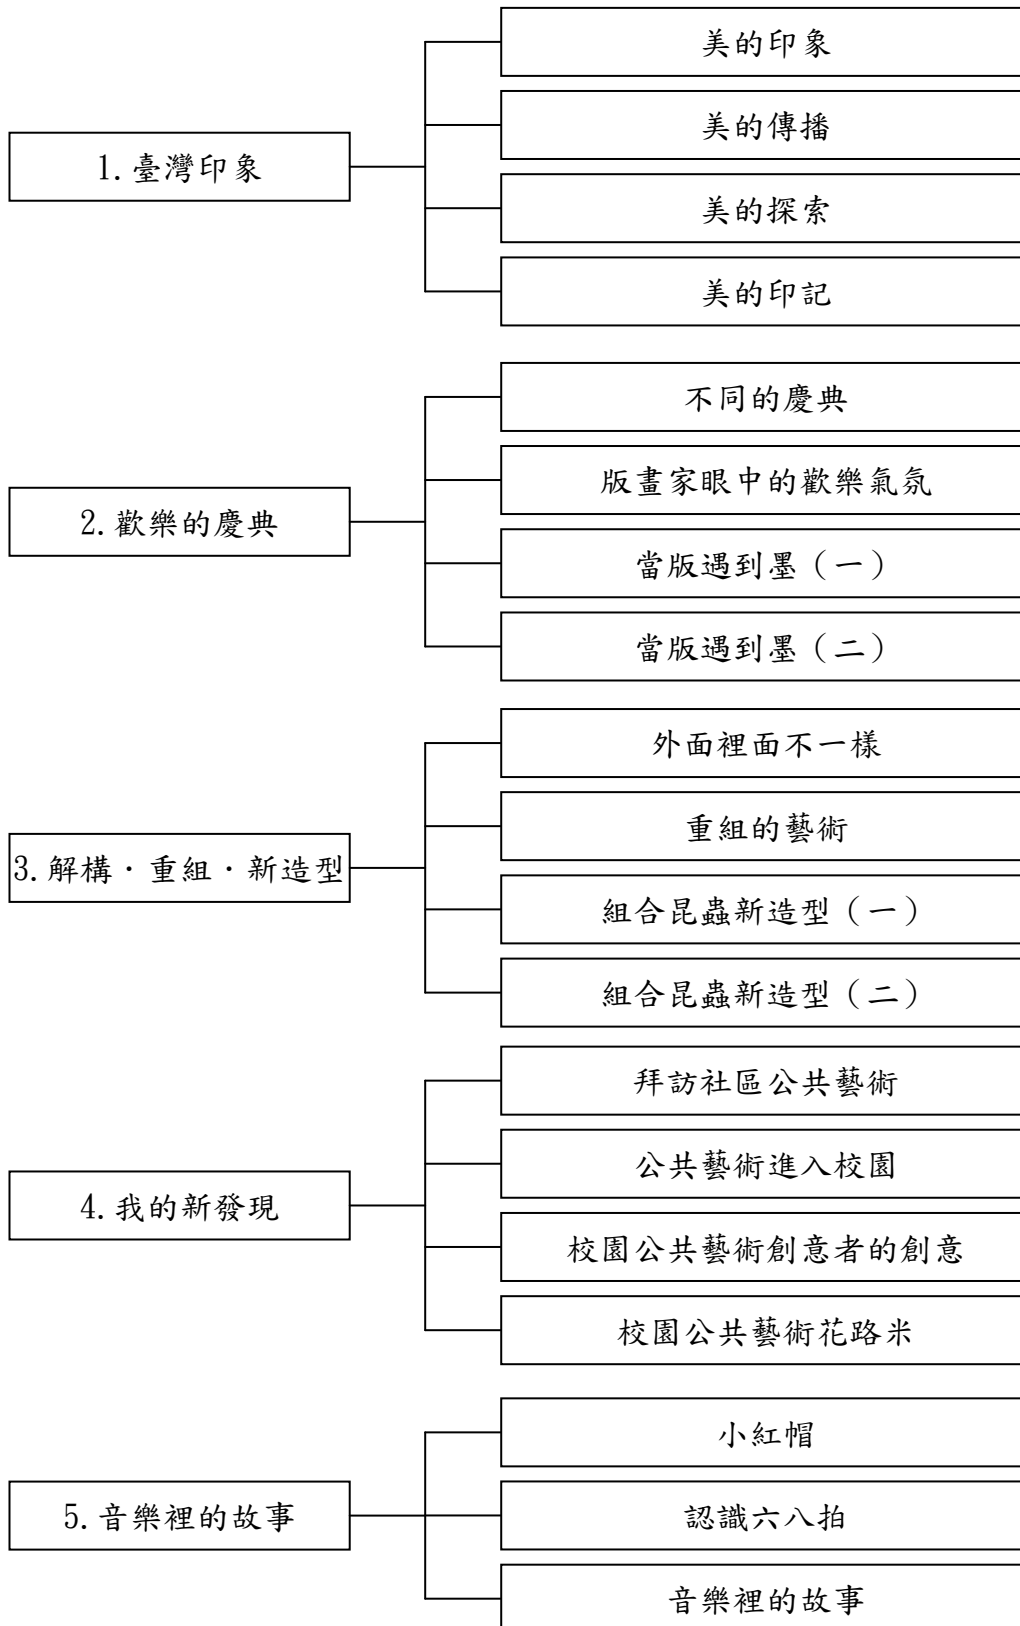 1.臺灣印象
美的印象
美的傳播
美的探索
美的印記
2.歡樂的慶典
不同的慶典
版畫家眼中的歡樂氣氛
當版遇到墨（一）
當版遇到墨（二）
3.解構．重組．新造型
外面裡面不一樣
重組的藝術
組合昆蟲新造型（一）
組合昆蟲新造型（二）
4.我的新發現
拜訪社區公共藝術
公共藝術進入校園
校園公共藝術創意者的創意
校園公共藝術花路米
5.音樂裡的故事
小紅帽
認識六八拍
音樂裡的故事